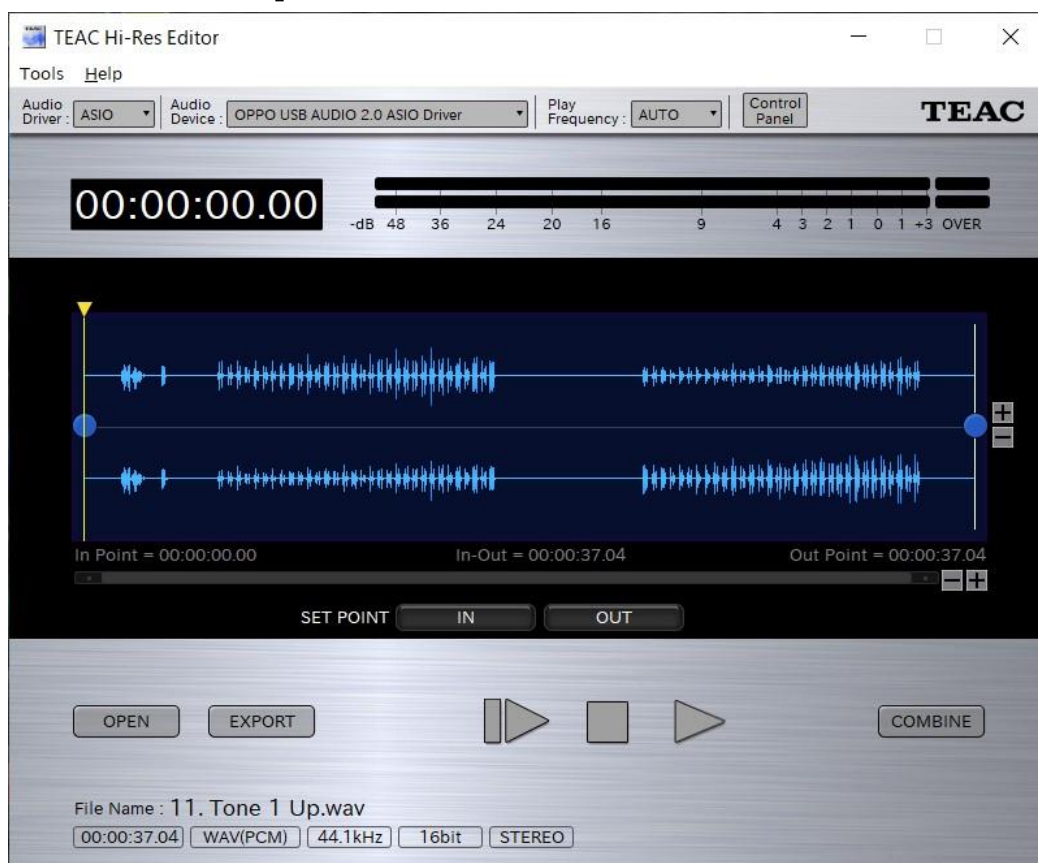 TEAC Hi-Res Editor
Tools Help
Audio Driver : ASIO Audio Device : OPPO USB AUDIO 2.0 ASIO Driver Play Frequency : AUTO Control Panel TEAC
00:00:00.00
-dB 48 36 24 20 16 9 4 3 2 1 0 1 +3 OVER
In Point = 00:00:00.00 In-Out = 00:00:37.04 Out Point = 00:00:37.04
SET POINT IN OUT
OPEN EXPORT COMBINE
File Name : 11. Tone 1 Up.wav
00:00:37.04 WAV(PCM) 44.1kHz 16bit STEREO